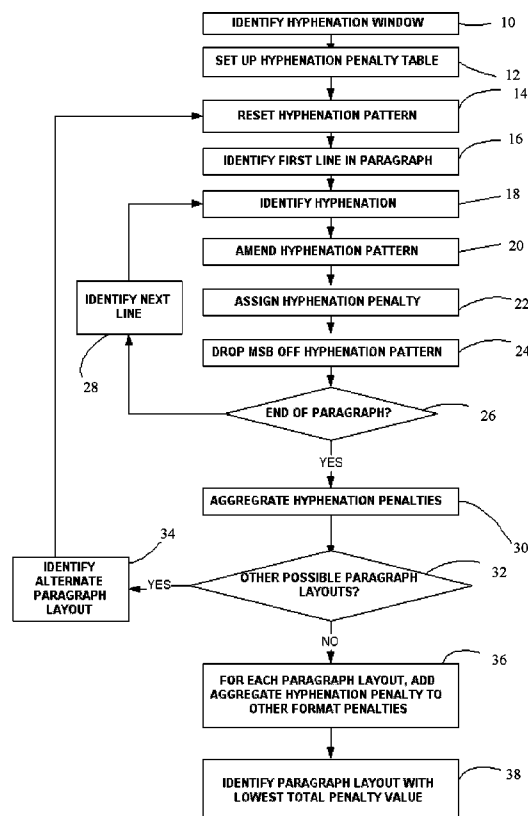 IDENTIFY HYPHENATION WINDOW
10
SET UP HYPHENATION PENALTY TABLE
12
14
RESET HYPHENATION PATTERN
16
IDENTIFY FIRST LINE IN PARAGRAPH
IDENTIFY HYPHENATION
18
AMEND HYPHENATION PATTERN
20
IDENTIFY NEXT
LINE
28
ASSIGN HYPHENATION PENALTY
22
DROP MSB OFF HYPHENATION PATTERN
24
END OF PARAGRAPH?
26
YES
AGGREGRATE HYPHENATION PENALTIES
30
34
IDENTIFY
ALTERNATE
PARAGRAPH
LAYOUT
YES
OTHER POSSIBLE PARAGRAPH
LAYOUTS?
32
NO
36
FOR EACH PARAGRAPH LAYOUT, ADD
AGGREGATE HYPHENATION PENALTY TO
OTHER FORMAT PENALTIES
IDENTIFY PARAGRAPH LAYOUT WITH
LOWEST TOTAL PENALTY VALUE
38